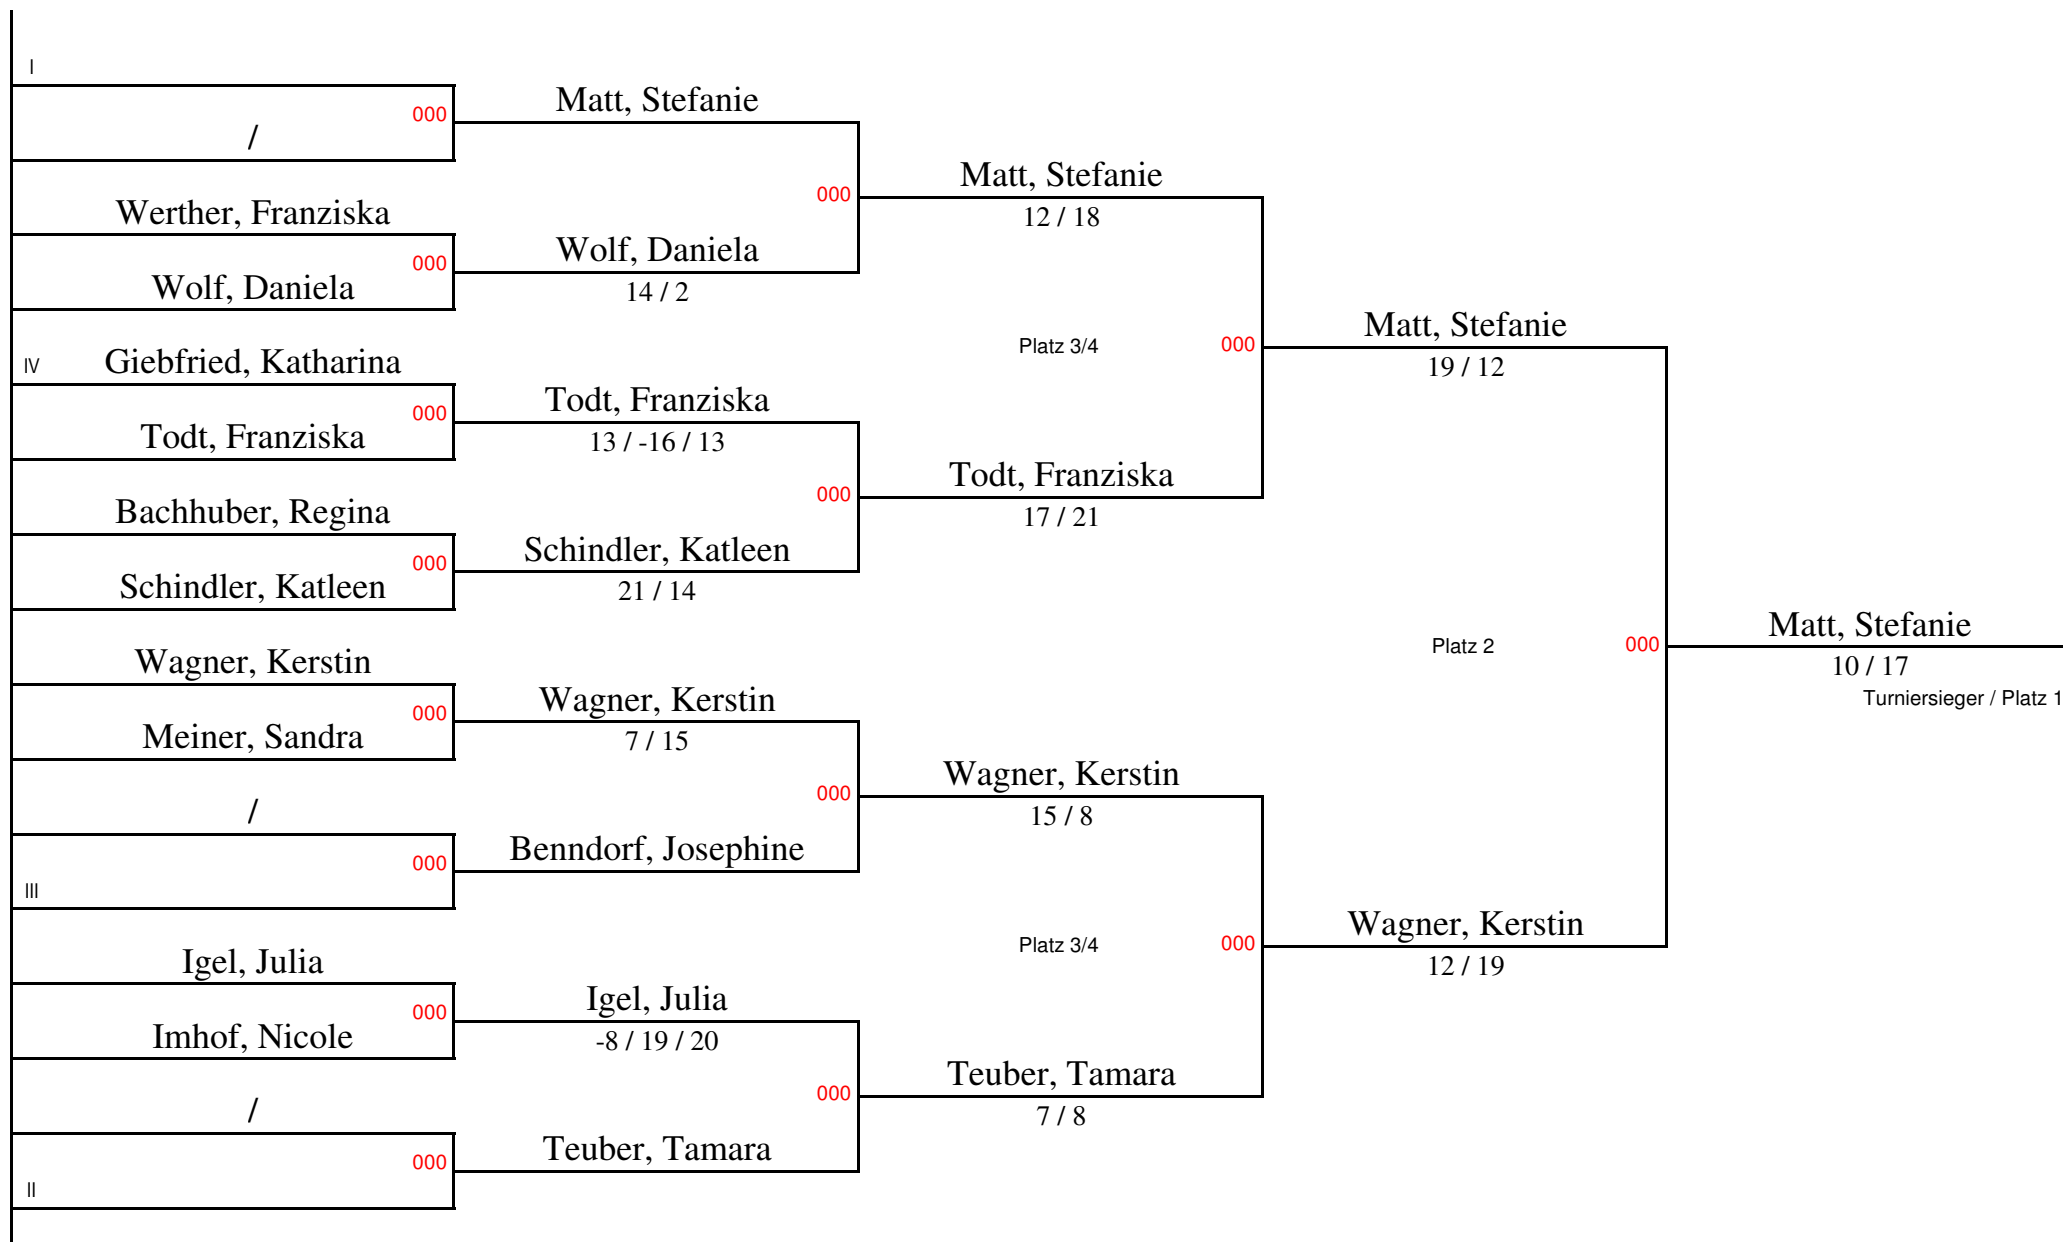 I
000
Matt, Stefanie
/
Matt, Stefanie
000
12 / 18
Werther, Franziska
000
Wolf, Daniela
14 / 2
Wolf, Daniela
Matt, Stefanie
Platz 3/4
000
19 / 12
IV
Giebfried, Katharina
000
Todt, Franziska
13 / -16 / 13
Todt, Franziska
Todt, Franziska
000
17 / 21
Bachhuber, Regina
000
Schindler, Katleen
21 / 14
Schindler, Katleen
Matt, Stefanie
Platz 2
000
10 / 17
Turniersieger / Platz 1
Wagner, Kerstin
000
Wagner, Kerstin
7 / 15
Meiner, Sandra
Wagner, Kerstin
000
15 / 8
/
000
Benndorf, Josephine
III
Wagner, Kerstin
Platz 3/4
000
12 / 19
Igel, Julia
000
Igel, Julia
-8 / 19 / 20
Imhof, Nicole
Teuber, Tamara
000
7 / 8
/
000
Teuber, Tamara
II